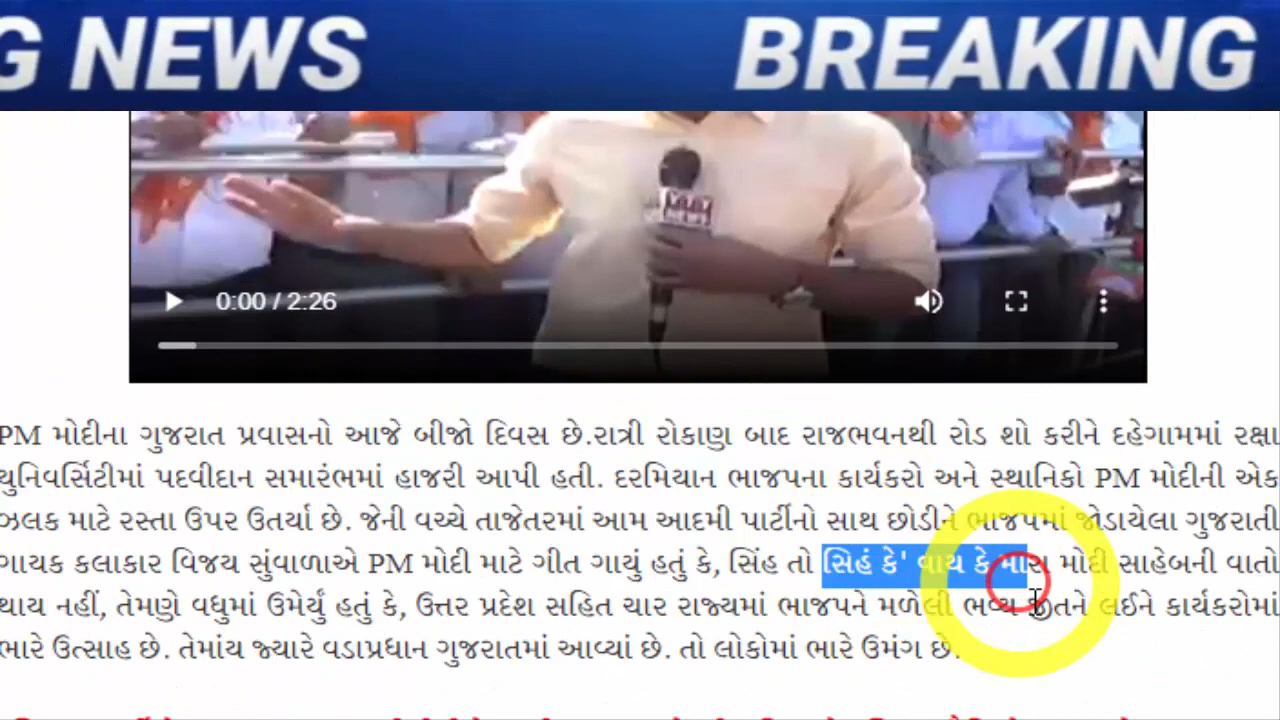 G NEWS BREAKING
0:00 / 2:26
PM મોદીના ગુજરાત પ્રવાસનો આજે બીજો દિવસ છે.રાત્રી રોકાણ બાદ રાજભવનથી રોડ શો કરીને દહેગામમાં રક્ષા
યુનિવર્સિટીમાં પદવીદાન સમારંભમાં હાજરી આપી હતી. દરમિયાન ભાજપના કાર્યકરો અને સ્થાનિકો PM મોદીની એક
ઝલક માટે રસ્તા ઉપર ઉતર્યા છે. જેની વચ્ચે તાજેતરમાં આમ આદમી પાર્ટીનો સાથ છોડીને ભાજપમાં જોડાયેલા ગુજરાતી
ગાયક કલાકાર વિજય સુંવાળાએ PM મોદી માટે ગીત ગાયું હતું કે, સિંહ તો સિહં કે' વાય કે મારા મોદી સાહેબની વાતો
થાય નહીં, તેમણે વધુમાં ઉમેર્યું હતું કે, ઉત્તર પ્રદેશ સહિત ચાર રાજ્યમાં ભાજપને મળેલી ભવ્ય જીતને લઈને કાર્યકરોમાં
ભારે ઉત્સાહ છે. તેમાંય જ્યારે વડાપ્રધાન ગુજરાતમાં આવ્યાં છે. તો લોકોમાં ભારે ઉમંગ છે.